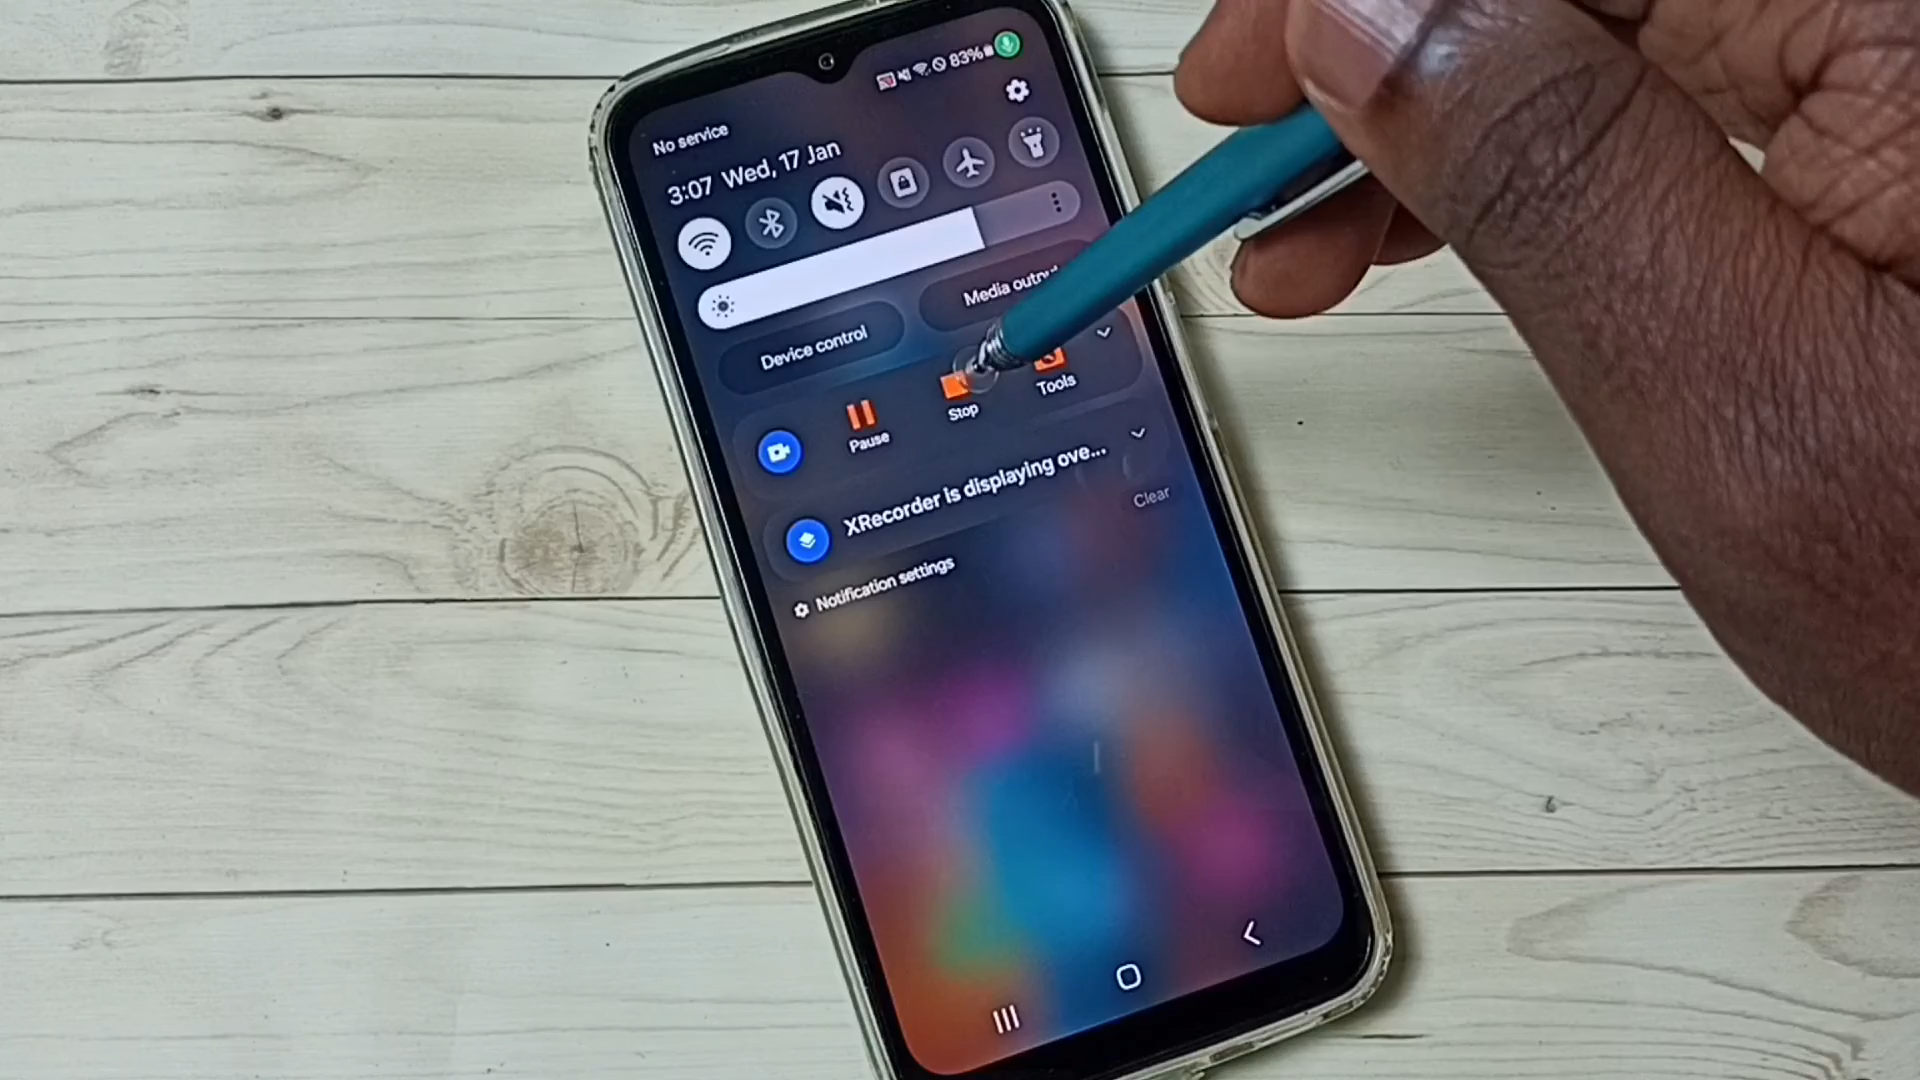 83%
No service
3:07 Wed, 17 Jan
Media output
Device control
Pause
Stop
Tools
XRecorder is displaying ove...
Clear
Notification settings